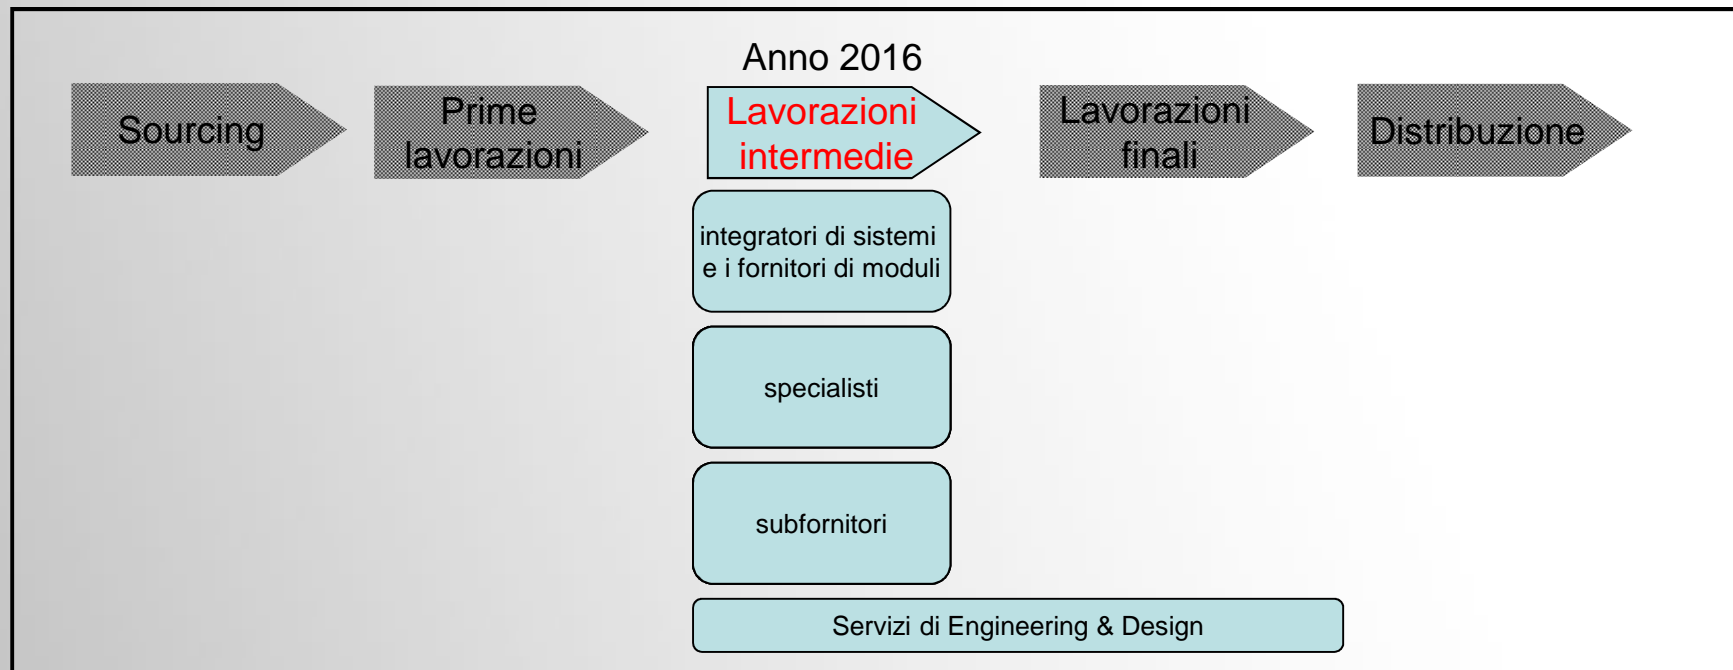 Anno 2016
Sourcing
Prime
lavorazioni
Lavorazioni
intermedie
Lavorazioni
finali
Distribuzione
integratori di sistemi
e i fornitori di moduli
specialisti
subfornitori
Servizi di Engineering & Design